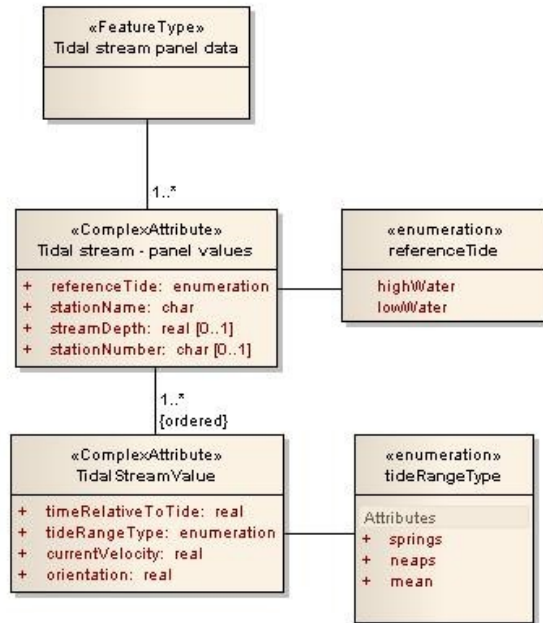 «FeatureType»
Tidal stream panel data
1..*
«ComplexAttribute»
Tidal stream - panel values
+ referenceTide: enumeration
+ stationName: char
+ streamDepth: real [0..1]
+ stationNumber: char [0..1]
«enumeration»
referenceTide
highWater
lowWater
1..*
{ordered}
«ComplexAttribute»
TidalStreamValue
+ timeRelativeToTide: real
+ tideRangeType: enumeration
+ currentVelocity: real
+ orientation: real
«enumeration»
tideRangeType
Attributes
+ springs
+ neaps
+ mean